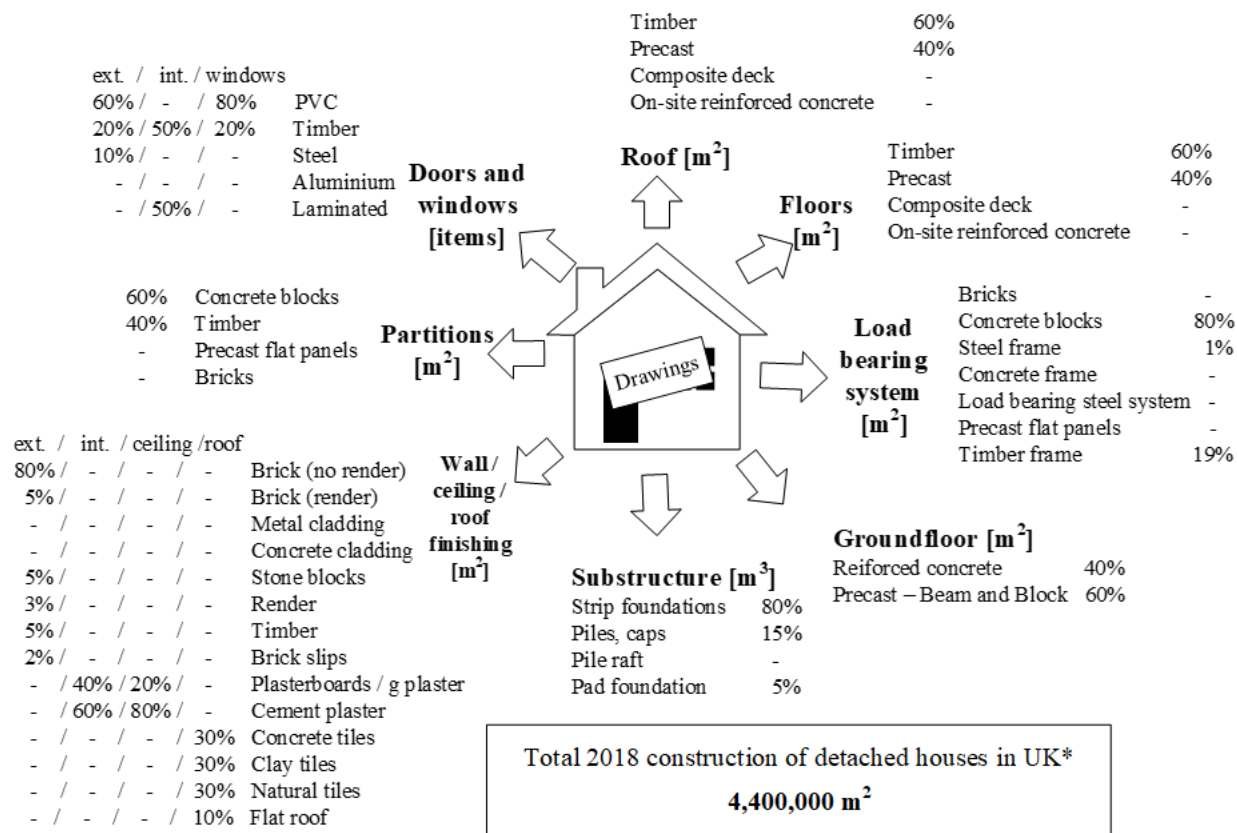 Timber 60%
Precast 40%
Composite deck -
On-site reinforced concrete -
Roof [m²]
ext. / int. / windows
60% / - / 80% PVC
20% / 50% / 20% Timber
10% / - / - Steel
- / - / - Aluminium
- / 50% / - Laminated
Doors and
windows
[items]
Timber 60%
Precast 40%
Composite deck -
On-site reinforced concrete -
Floors
[m²]
60% Concrete blocks
40% Timber
- Precast flat panels
- Bricks
Partitions
[m²]
Drawings
Load
bearing
system
[m²]
Bricks -
Concrete blocks 80%
Steel frame 1%
Concrete frame -
Load bearing steel system -
Precast flat panels -
Timber frame 19%
ext. / int. / ceiling /roof
80% / - / - / - Brick (no render)
5% / - / - / - Brick (render)
- / - / - / - Metal cladding
- / - / - / - Concrete cladding
5% / - / - / - Stone blocks
3% / - / - / - Render
5% / - / - / - Timber
2% / - / - / - Brick slips
- / 40% / 20% / - Plasterboards / g plaster
- / 60% / 80% / - Cement plaster
- / - / - / 30% Concrete tiles
- / - / - / 30% Clay tiles
- / - / - / 30% Natural tiles
- / - / - / 10% Flat roof
Wall /
ceiling /
roof
finishing
[m²]
Substructure [m³]
Strip foundations 80%
Piles, caps 15%
Pile raft -
Pad foundation 5%
Groundfloor [m²]
Reiforced concrete 40%
Precast – Beam and Block 60%
Total 2018 construction of detached houses in UK*
4,400,000 m²